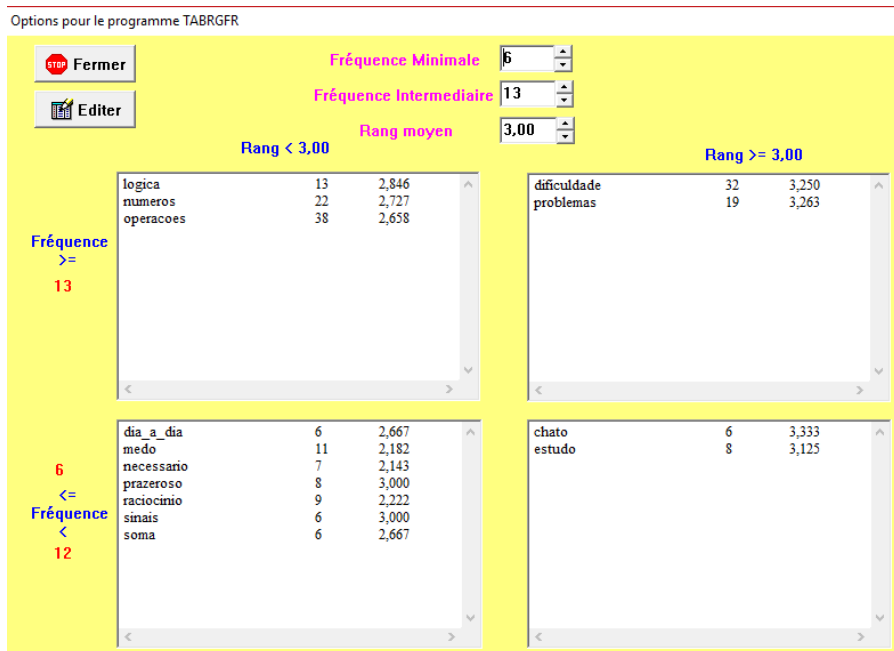 Options pour le programme TABRGFR
STOP Fermer
Editer
Fréquence Minimale 6
Fréquence Intermediaire 13
Rang moyen 3,00
Rang < 3,00
Rang >= 3,00
Fréquence
>=
13
logica 13 2,846
numeros 22 2,727
operacoes 38 2,658
dificuldade 32 3,250
problemas 19 3,263
6
<=
Fréquence
<
12
dia_a_dia 6 2,667
medo 11 2,182
necessario 7 2,143
prazeroso 8 3,000
raciocinio 9 2,222
sinais 6 3,000
soma 6 2,667
chato 6 3,333
estudo 8 3,125